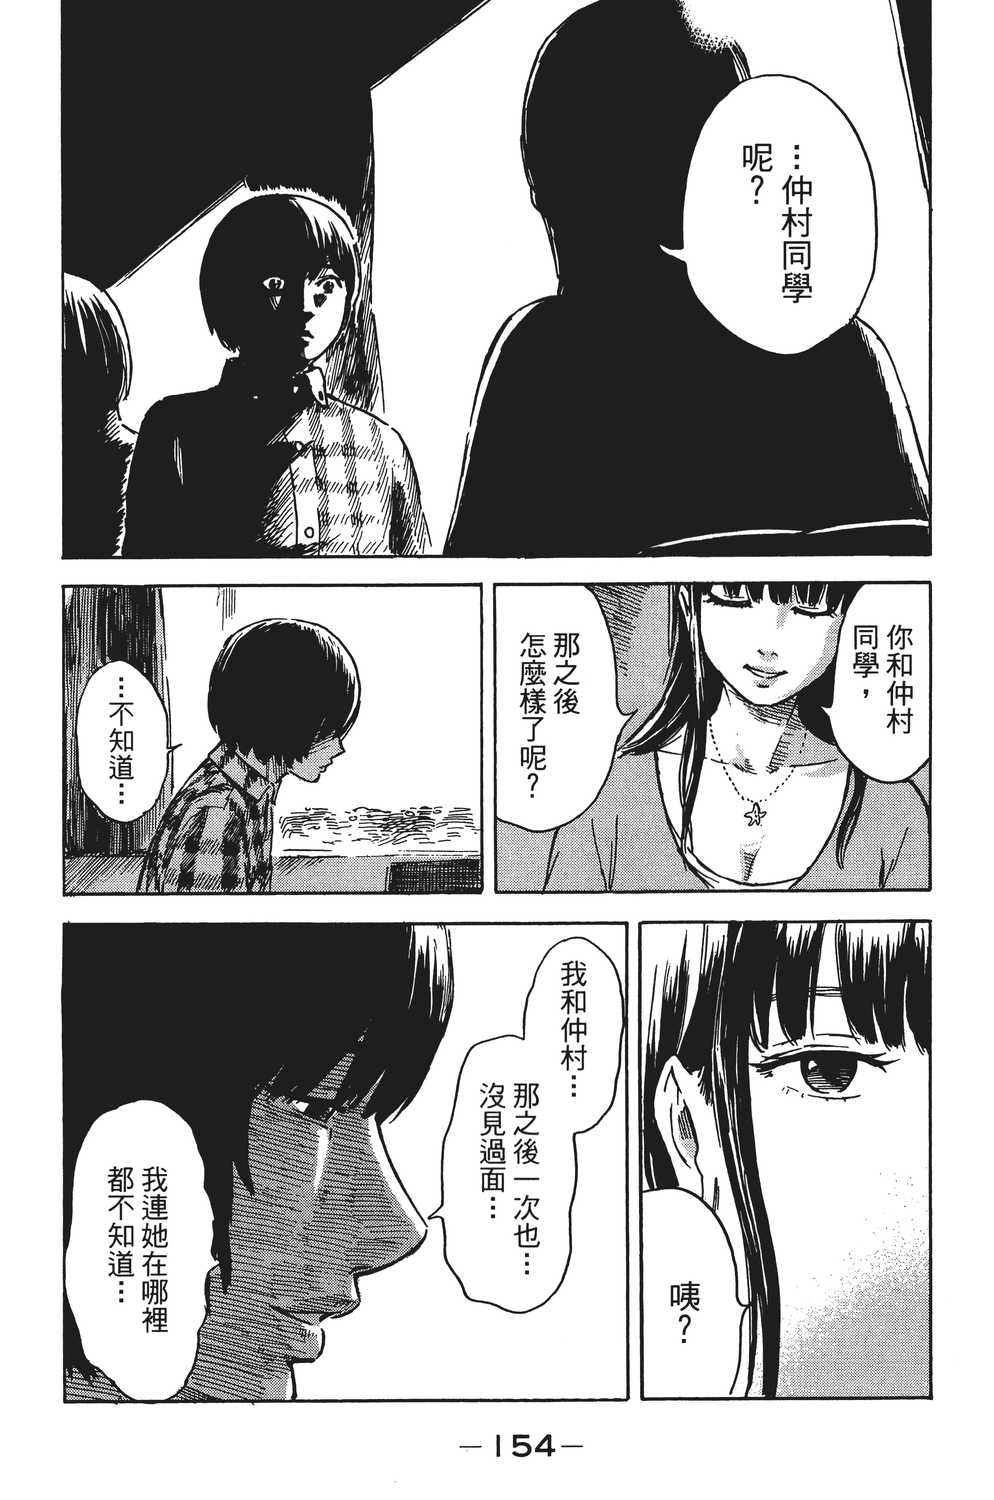 …仲村同學
呢？
你和仲村
同學，
那之後
怎麼樣了呢？
…不知道…
咦？
我和仲村…
那之後一次也…
沒見過面…
我連她在哪裡
都不知道…
—154—